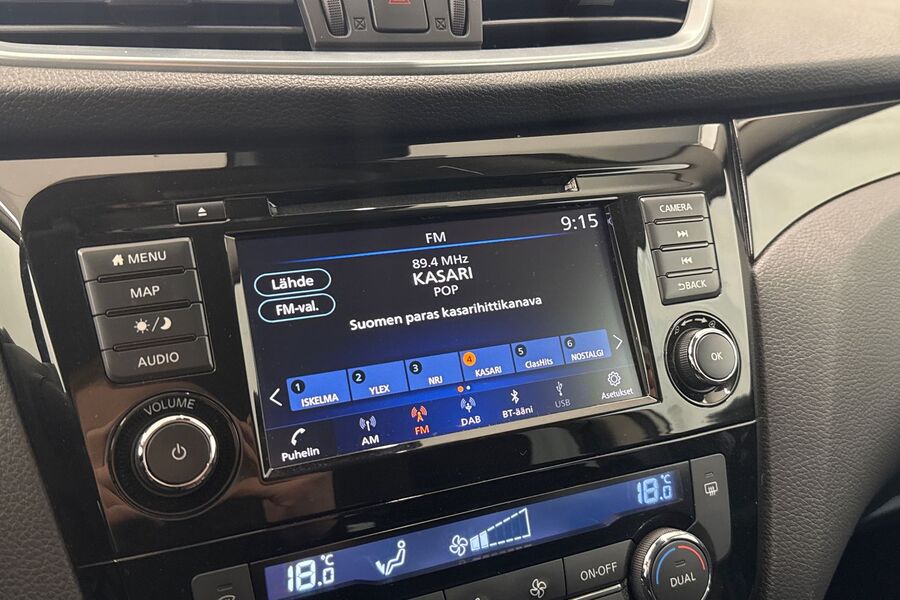 MENU
MAP
AUDIO
VOLUME
FM
9:15
Lähde
FM-val.
89.4 MHz
KASARI
POP
Suomen paras kasarihittikanava
1 ISKELMA
2 YLEX
3 NRJ
4 KASARI
5 ClasHits
6 NOSTALGI
Puhelin
AM
FM
DAB
BT-ääni
USB
Asetukset
CAMERA
BACK
OK
18.0 °C
18.0 °C
ON·OFF
DUAL